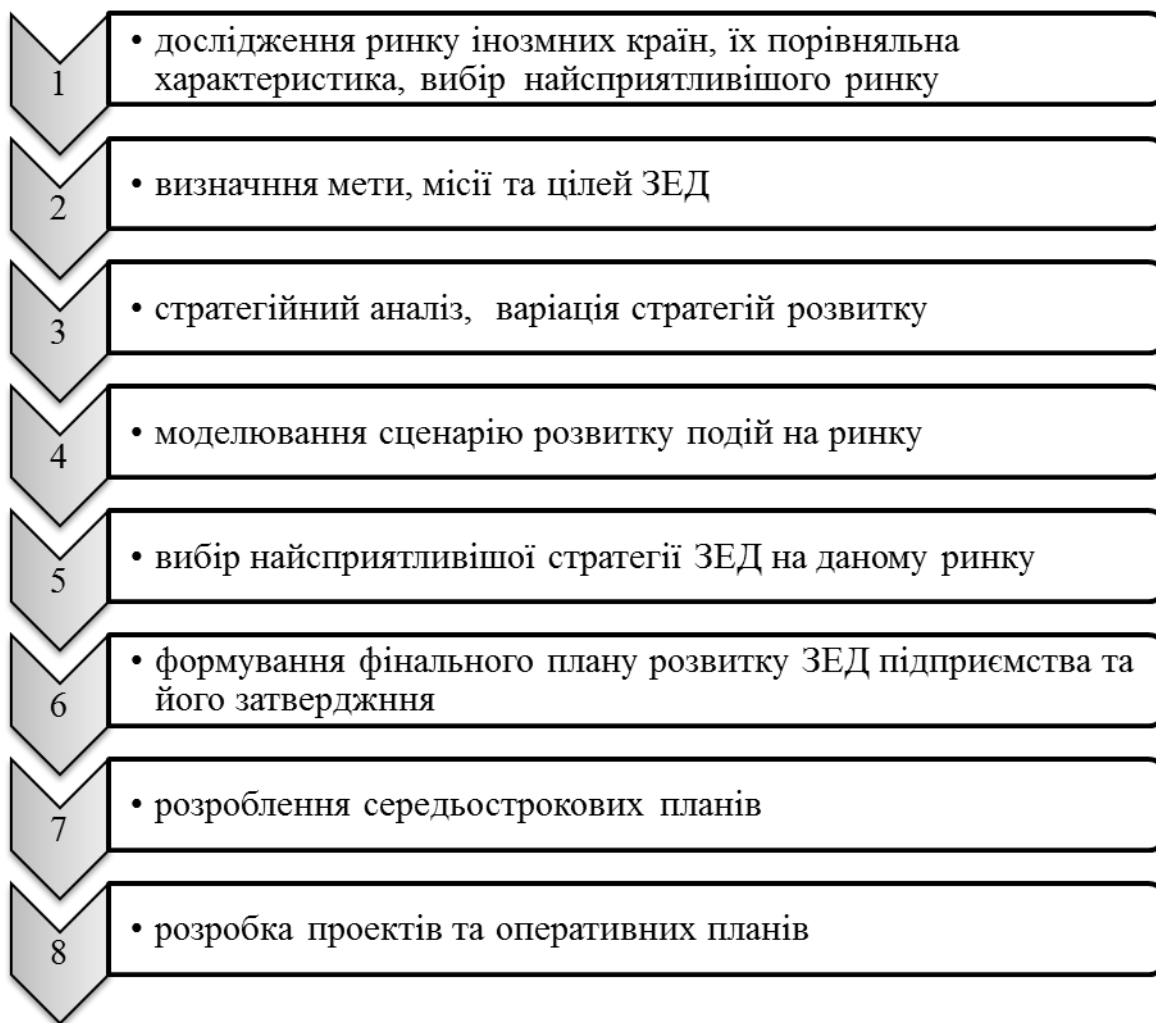 1
• дослідження ринку інозмних країн, їх порівняльна
характеристика, вибір найсприятливішого ринку
2
• визначння мети, місії та цілей ЗЕД
3
• стратегійний аналіз, варіація стратегій розвитку
4
• моделювання сценарію розвитку подій на ринку
5
• вибір найсприятливішої стратегії ЗЕД на даному ринку
6
• формування фінального плану розвитку ЗЕД підприємства та
його затверджння
7
• розроблення середьострокових планів
8
• розробка проектів та оперативних планів